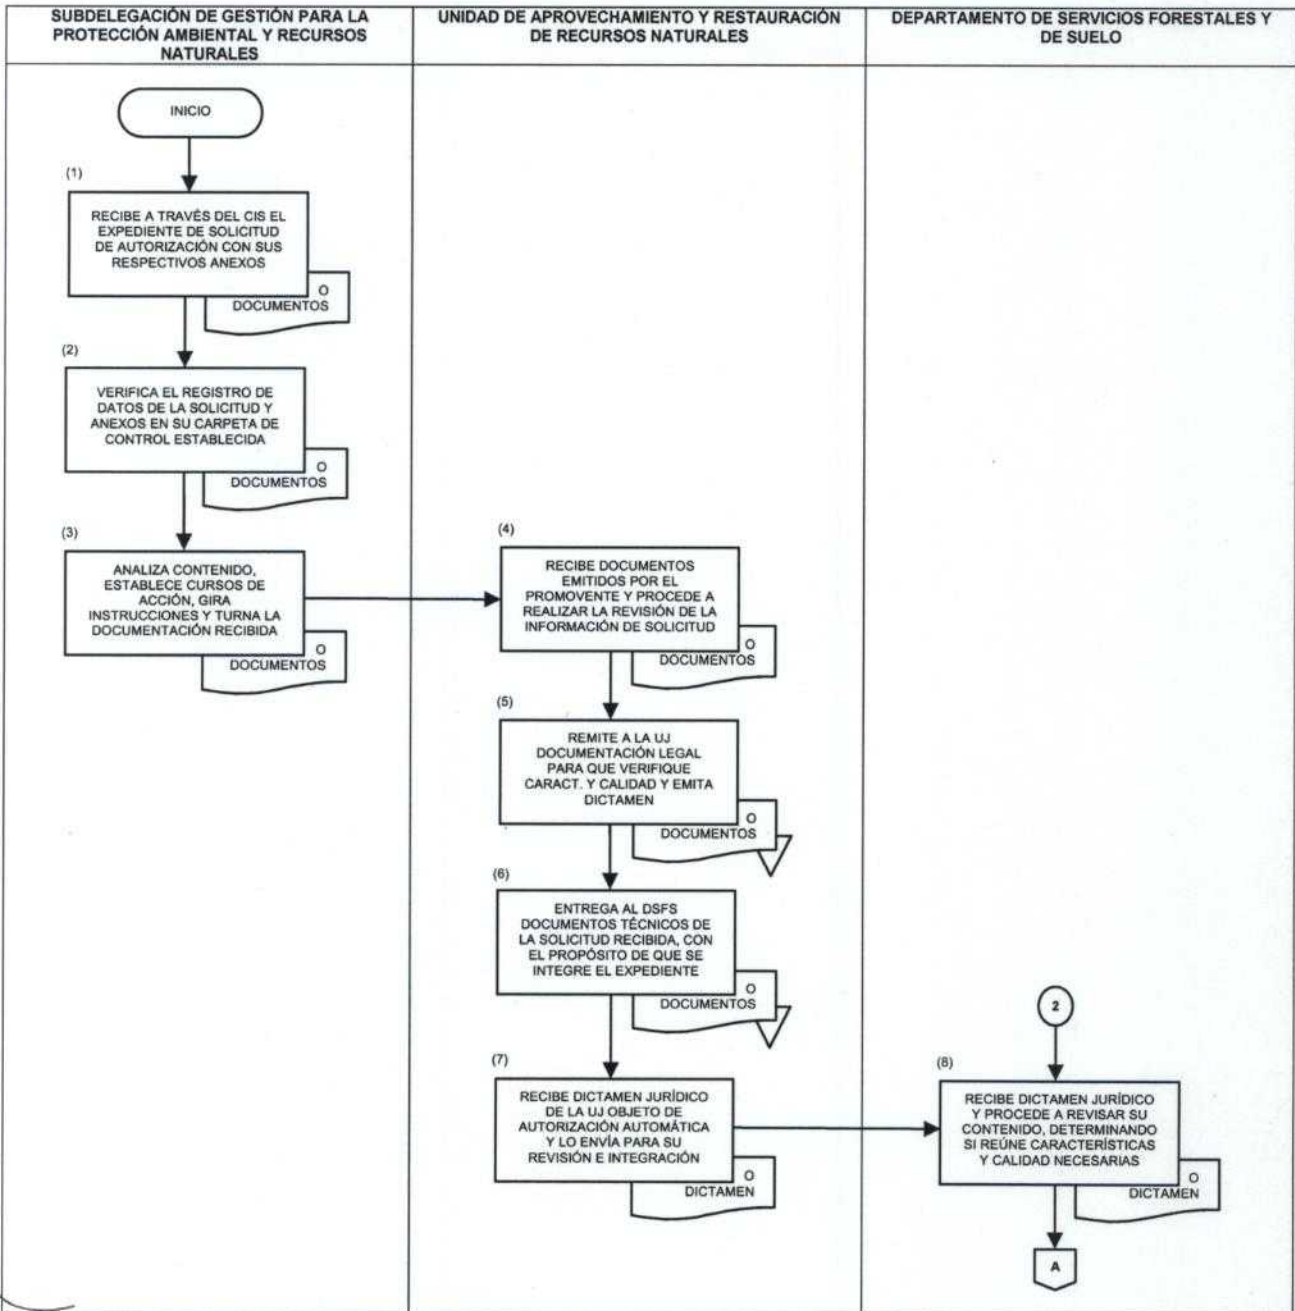 SUBDELEGACIÓN DE GESTIÓN PARA LA
PROTECCIÓN AMBIENTAL Y RECURSOS
NATURALES
UNIDAD DE APROVECHAMIENTO Y RESTAURACIÓN
DE RECURSOS NATURALES
DEPARTAMENTO DE SERVICIOS FORESTALES Y
DE SUELO
INICIO
(1)
RECIBE A TRAVÉS DEL CIS EL
EXPEDIENTE DE SOLICITUD
DE AUTORIZACIÓN CON SUS
RESPECTIVOS ANEXOS
O
DOCUMENTOS
(2)
VERIFICA EL REGISTRO DE
DATOS DE LA SOLICITUD Y
ANEXOS EN SU CARPETA DE
CONTROL ESTABLECIDA
O
DOCUMENTOS
(3)
ANALIZA CONTENIDO,
ESTABLECE CURSOS DE
ACCIÓN, GIRA
INSTRUCCIONES Y TURNA LA
DOCUMENTACIÓN RECIBIDA
O
DOCUMENTOS
(4)
RECIBE DOCUMENTOS
EMITIDOS POR EL
PROMOVENTE Y PROCEDE A
REALIZAR LA REVISIÓN DE LA
INFORMACIÓN DE SOLICITUD
O
DOCUMENTOS
(5)
REMITE A LA UJ
DOCUMENTACIÓN LEGAL
PARA QUE VERIFIQUE
CARACT. Y CALIDAD Y EMITA
DICTAMEN
O
DOCUMENTOS
(6)
ENTREGA AL DSFS
DOCUMENTOS TÉCNICOS DE
LA SOLICITUD RECIBIDA, CON
EL PROPÓSITO DE QUE SE
INTEGRE EL EXPEDIENTE
O
DOCUMENTOS
(7)
RECIBE DICTAMEN JURÍDICO
DE LA UJ OBJETO DE
AUTORIZACIÓN AUTOMÁTICA
Y LO ENVÍA PARA SU
REVISIÓN E INTEGRACIÓN
O
DICTAMEN
2
(8)
RECIBE DICTAMEN JURÍDICO
Y PROCEDE A REVISAR SU
CONTENIDO, DETERMINANDO
SI REÚNE CARACTERÍSTICAS
Y CALIDAD NECESARIAS
O
DICTAMEN
A